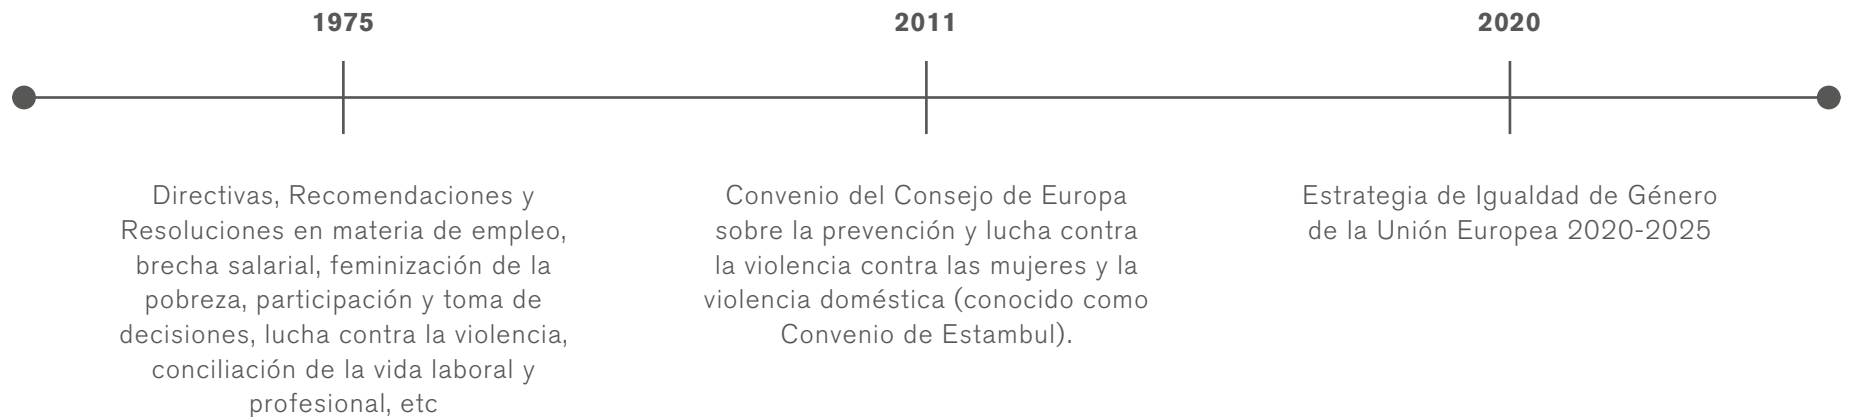 1975
Directivas, Recomendaciones y
Resoluciones en materia de empleo,
brecha salarial, feminización de la
pobreza, participación y toma de
decisiones, lucha contra la violencia,
conciliación de la vida laboral y
profesional, etc
2011
Convenio del Consejo de Europa
sobre la prevención y lucha contra
la violencia contra las mujeres y la
violencia doméstica (conocido como
Convenio de Estambul).
2020
Estrategia de Igualdad de Género
de la Unión Europea 2020-2025